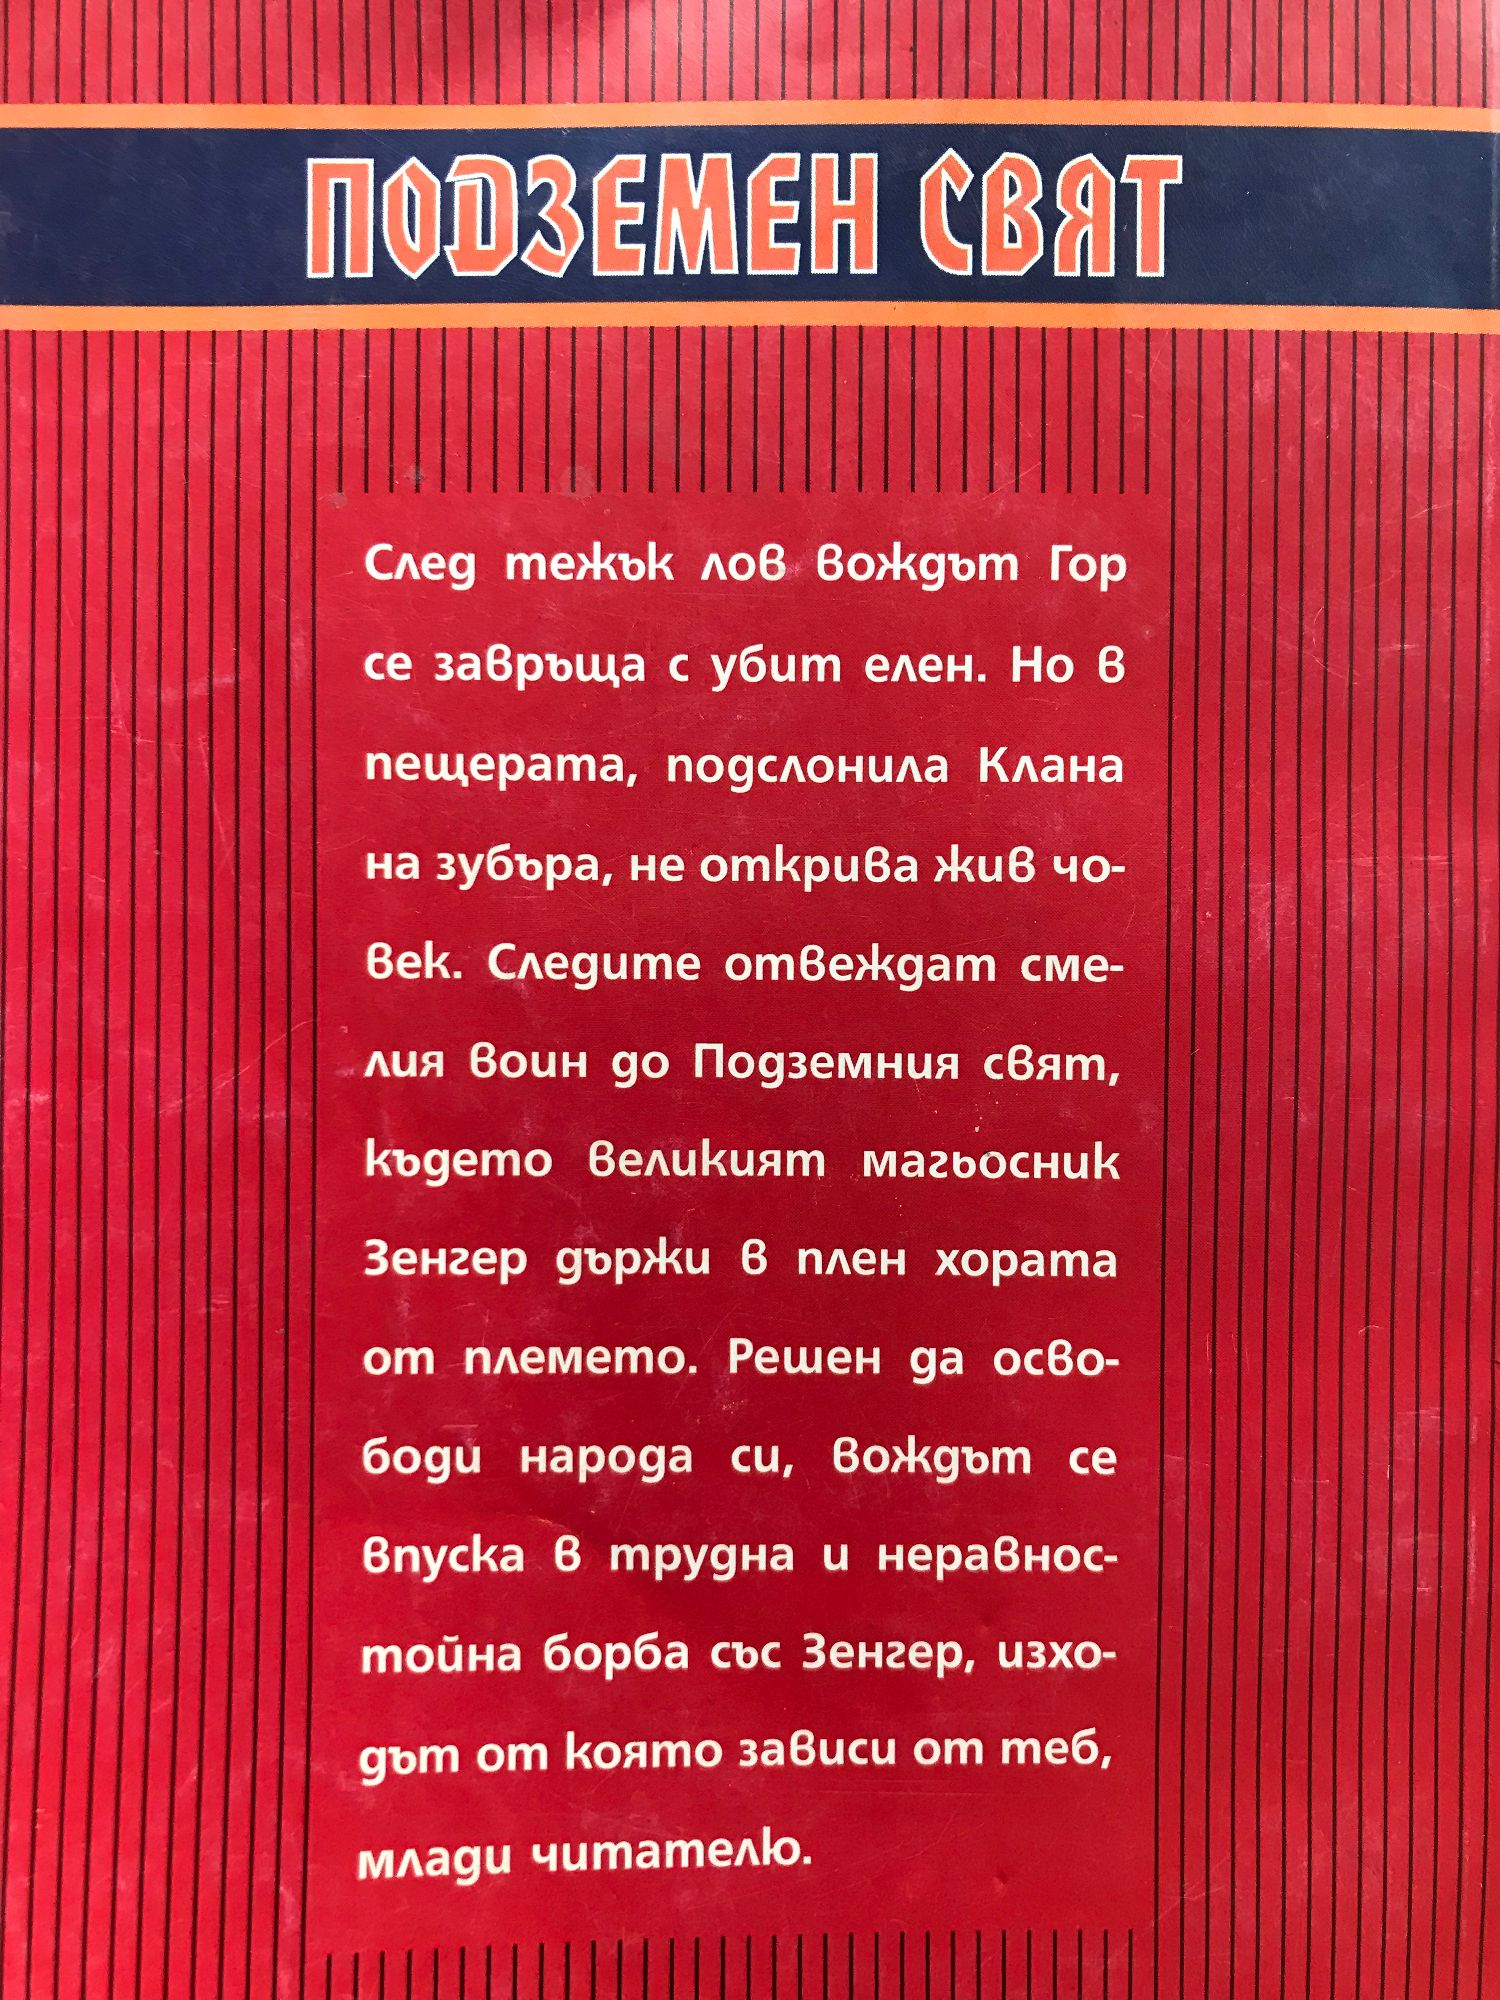 ПОДЗЕМЕН СВЯТ
След тежък лов вождът Гор
се завръща с убит елен. Но в
пещерата, подслонила Клана
на зубъра, не открива жив чо-
век. Следите отвеждат сме-
лия воин до Подземния свят,
където великият магьосник
Зенгер държи в плен хората
от племето. Решен да осво-
боди народа си, вождът се
впуска в трудна и неравнос-
тойна борба със Зенгер, изхо-
дът от която зависи от теб,
млади читателю.